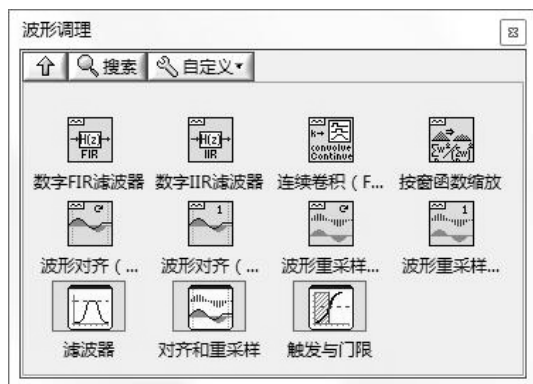 波形调理
搜索 自定义
H(z) FIR
H(z) IIR
k→ convolve Continue
数字FIR滤波器 数字IIR滤波器 连续卷积 ( F... 按窗函数缩放
1
1
波形对齐 ( ... 波形对齐 ( ... 波形重采样... 波形重采样...
滤波器 对齐和重采样 触发与门限